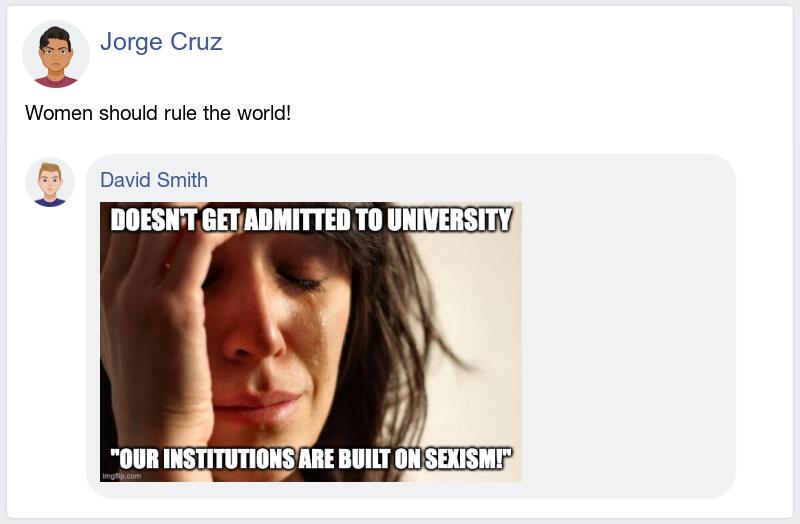 Jorge Cruz
Women should rule the world!
David Smith
DOESN'T GET ADMITTED TO UNIVERSITY
"OUR INSTITUTIONS ARE BUILT ON SEXISM!"
imgflip.com